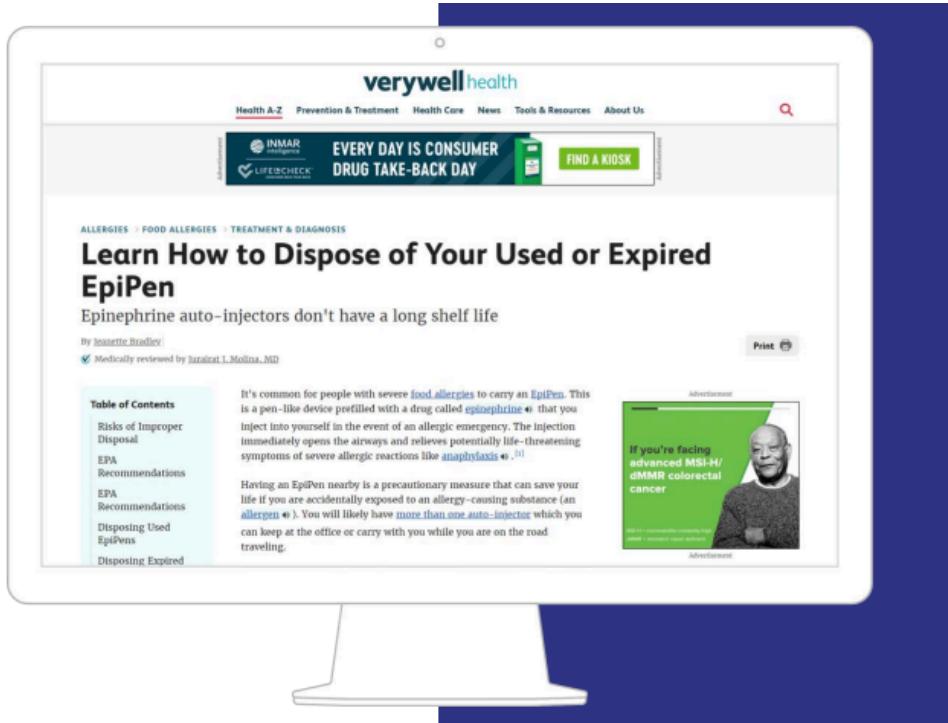 verywell health
Health A-Z Prevention & Treatment Health Care News Tools & Resources About Us
Advertisement
INMAR
intelligence
LIFEINCHECK
EVERY DAY IS CONSUMER
DRUG TAKE-BACK DAY
FIND A KIOSK
Advertisement
ALLERGIES > FOOD ALLERGIES > TREATMENT & DIAGNOSIS
Learn How to Dispose of Your Used or Expired
EpiPen
Epinephrine auto-injectors don't have a long shelf life
By Jeanette Bradley
Medically reviewed by Jurairat J. Molina, MD
Print
Table of Contents
Risks of Improper
Disposal
EPA
Recommendations
EPA
Recommendations
Disposing Used
EpiPens
Disposing Expired
It's common for people with severe food allergies to carry an EpiPen. This
is a pen-like device prefilled with a drug called epinephrine that you
inject into yourself in the event of an allergic emergency. The injection
immediately opens the airways and relieves potentially life-threatening
symptoms of severe allergic reactions like anaphylaxis .[1]
Having an EpiPen nearby is a precautionary measure that can save your
life if you are accidentally exposed to an allergy-causing substance (an
allergen ). You will likely have more than one auto-injector which you
can keep at the office or carry with you while you are on the road
traveling.
Advertisement
If you're facing
advanced MSI-H/
dMMR colorectal
cancer
Advertisement